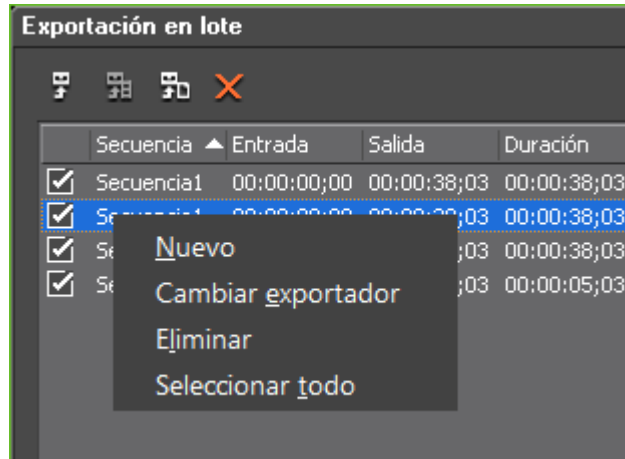 Exportación en lote
Secuencia Entrada Salida Duración
Secuencia1 00:00:00;00 00:00:38;03 00:00:38;03
00:00:38;03
;03 00:00:38;03
;03 00:00:05;03
Nuevo
Cambiar exportador
Eliminar
Seleccionar todo